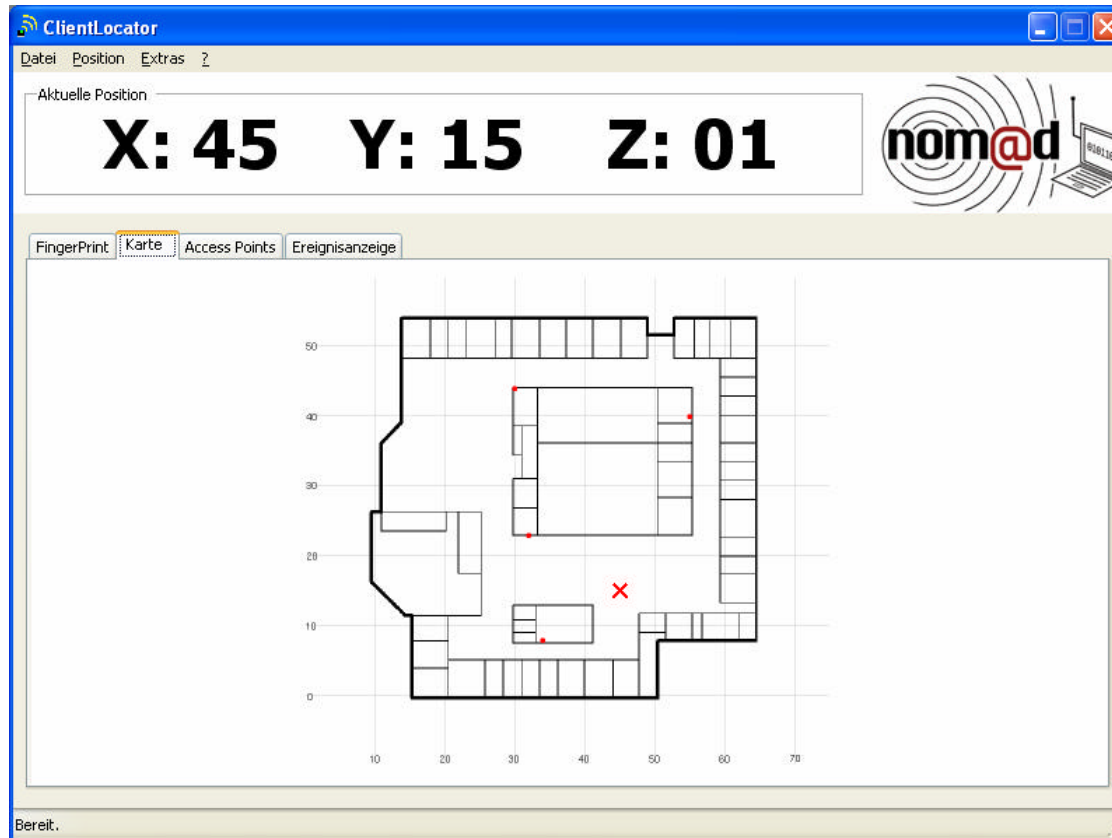 ClientLocator
Datei Position Extras ?
Aktuelle Position
X: 45 Y: 15 Z: 01
nom@d
010110
FingerPrint Karte Access Points Ereignisanzeige
50
40
30
20
10
0
10 20 30 40 50 60 70
Bereit.